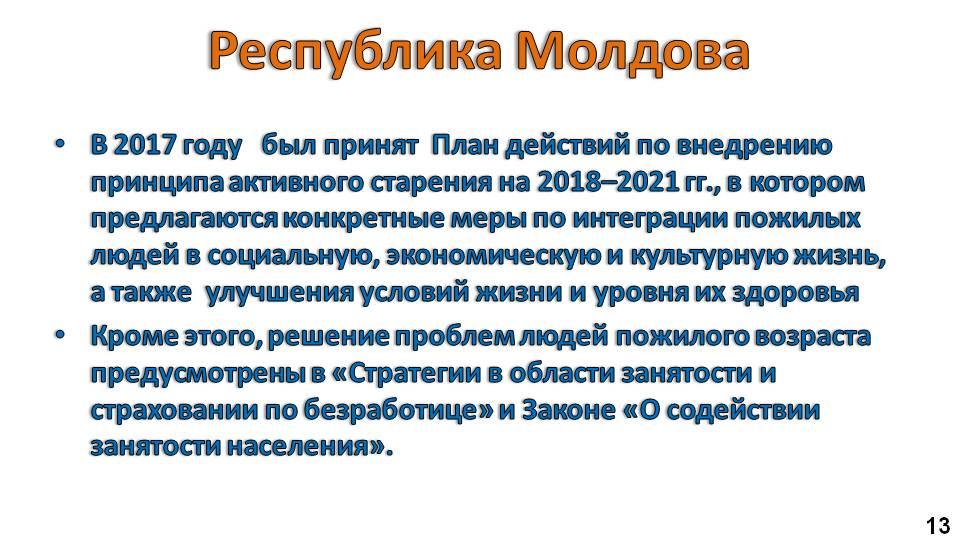 Республика Молдова
• В 2017 году был принят План действий по внедрению
принципа активного старения на 2018–2021 гг., в котором
предлагаются конкретные меры по интеграции пожилых
людей в социальную, экономическую и культурную жизнь,
а также улучшения условий жизни и уровня их здоровья
• Кроме этого, решение проблем людей пожилого возраста
предусмотрены в «Стратегии в области занятости и
страховании по безработице» и Законе «О содействии
занятости населения».
13